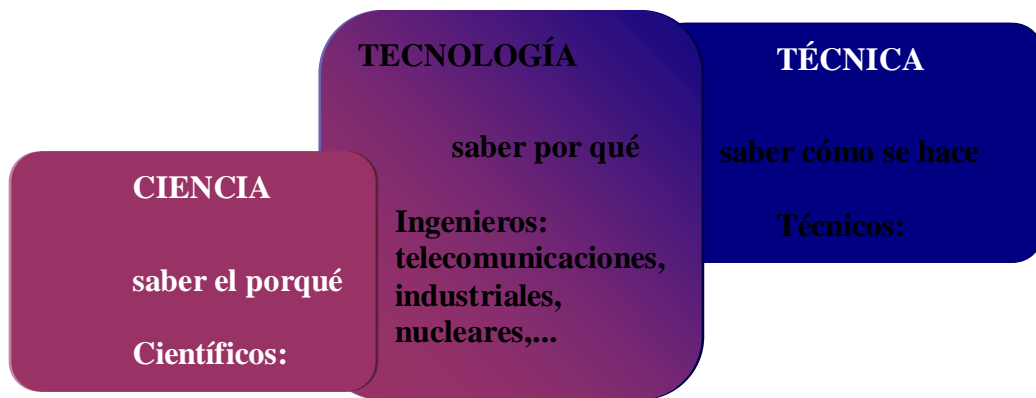 CIENCIA
saber el porqué
Científicos:
TECNOLOGÍA
saber por qué
Ingenieros:
telecomunicaciones,
industriales,
nucleares,...
TÉCNICA
saber cómo se hace
Técnicos: